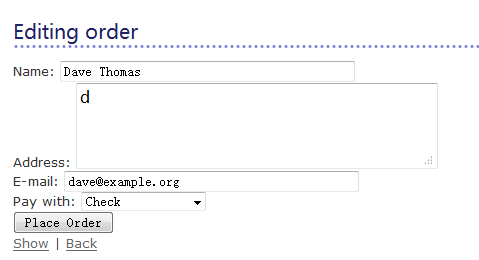 Editing order
Name: Dave Thomas
d
Address:
E-mail: dave@example.org
Pay with: Check
Place Order
Show | Back